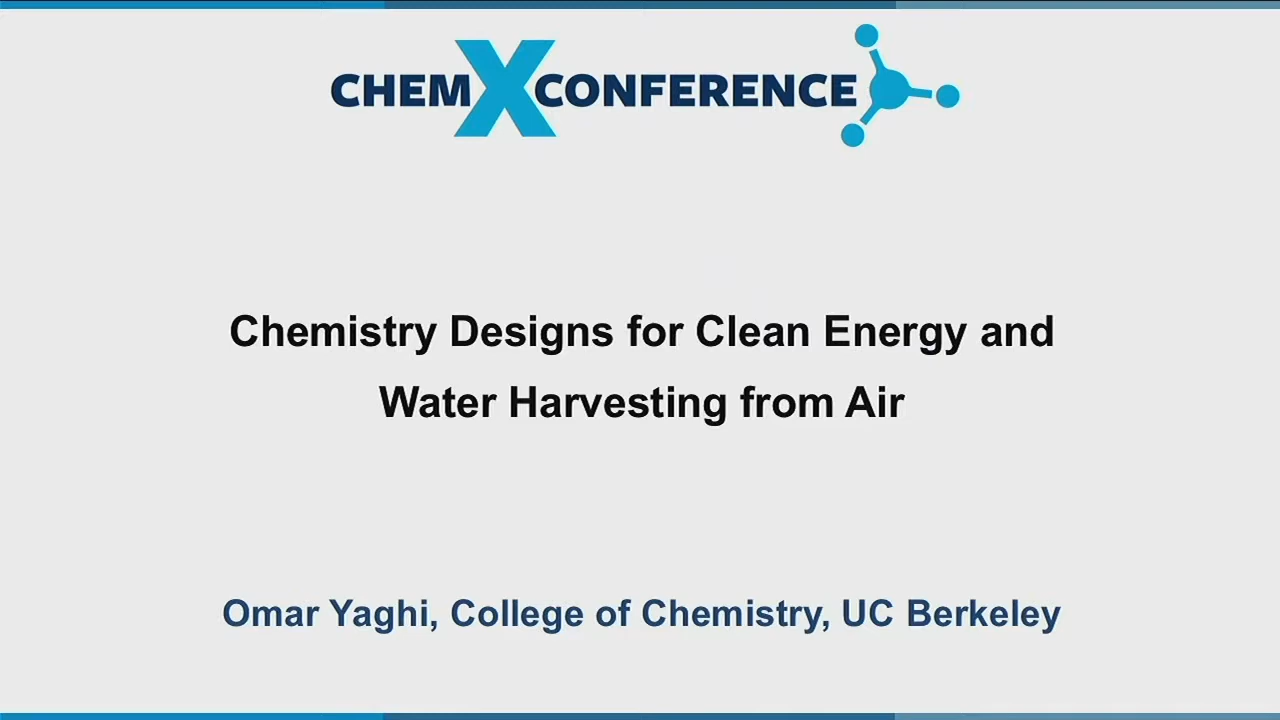 CHEMXCONFERENCE
Chemistry Designs for Clean Energy and
Water Harvesting from Air
Omar Yaghi, College of Chemistry, UC Berkeley